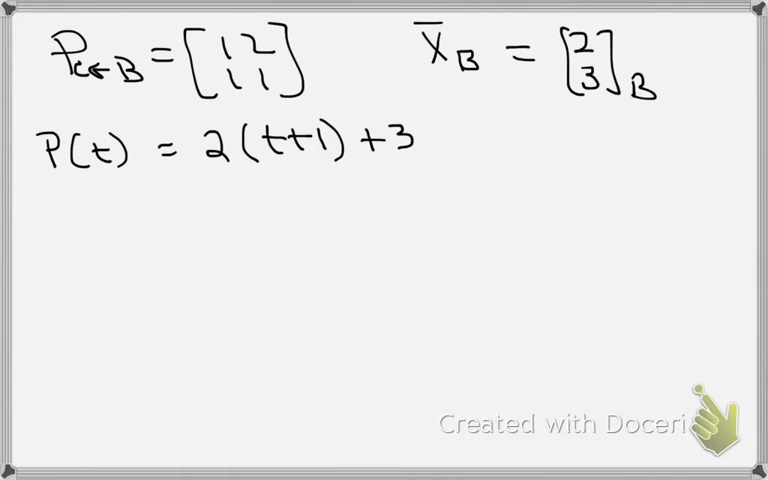 P_{C←B} = [1 2; 1 1] X̄_B = [2; 3]_B
P(t) = 2(t+1) + 3
Created with Doceri